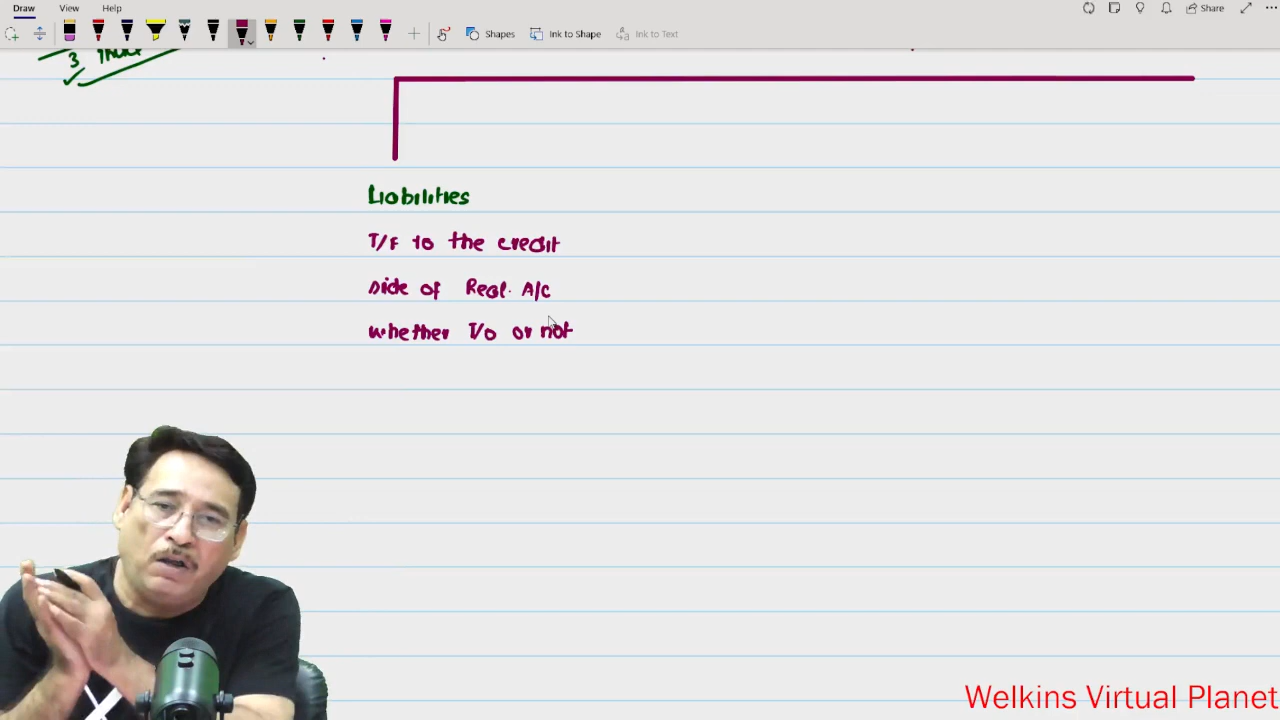 Draw View Help
Share
Shapes Ink to Shape Ink to Text
3
Liabilities
T/F to the credit
side of Real. A/c
whether T/o or not
Welkins Virtual Planet